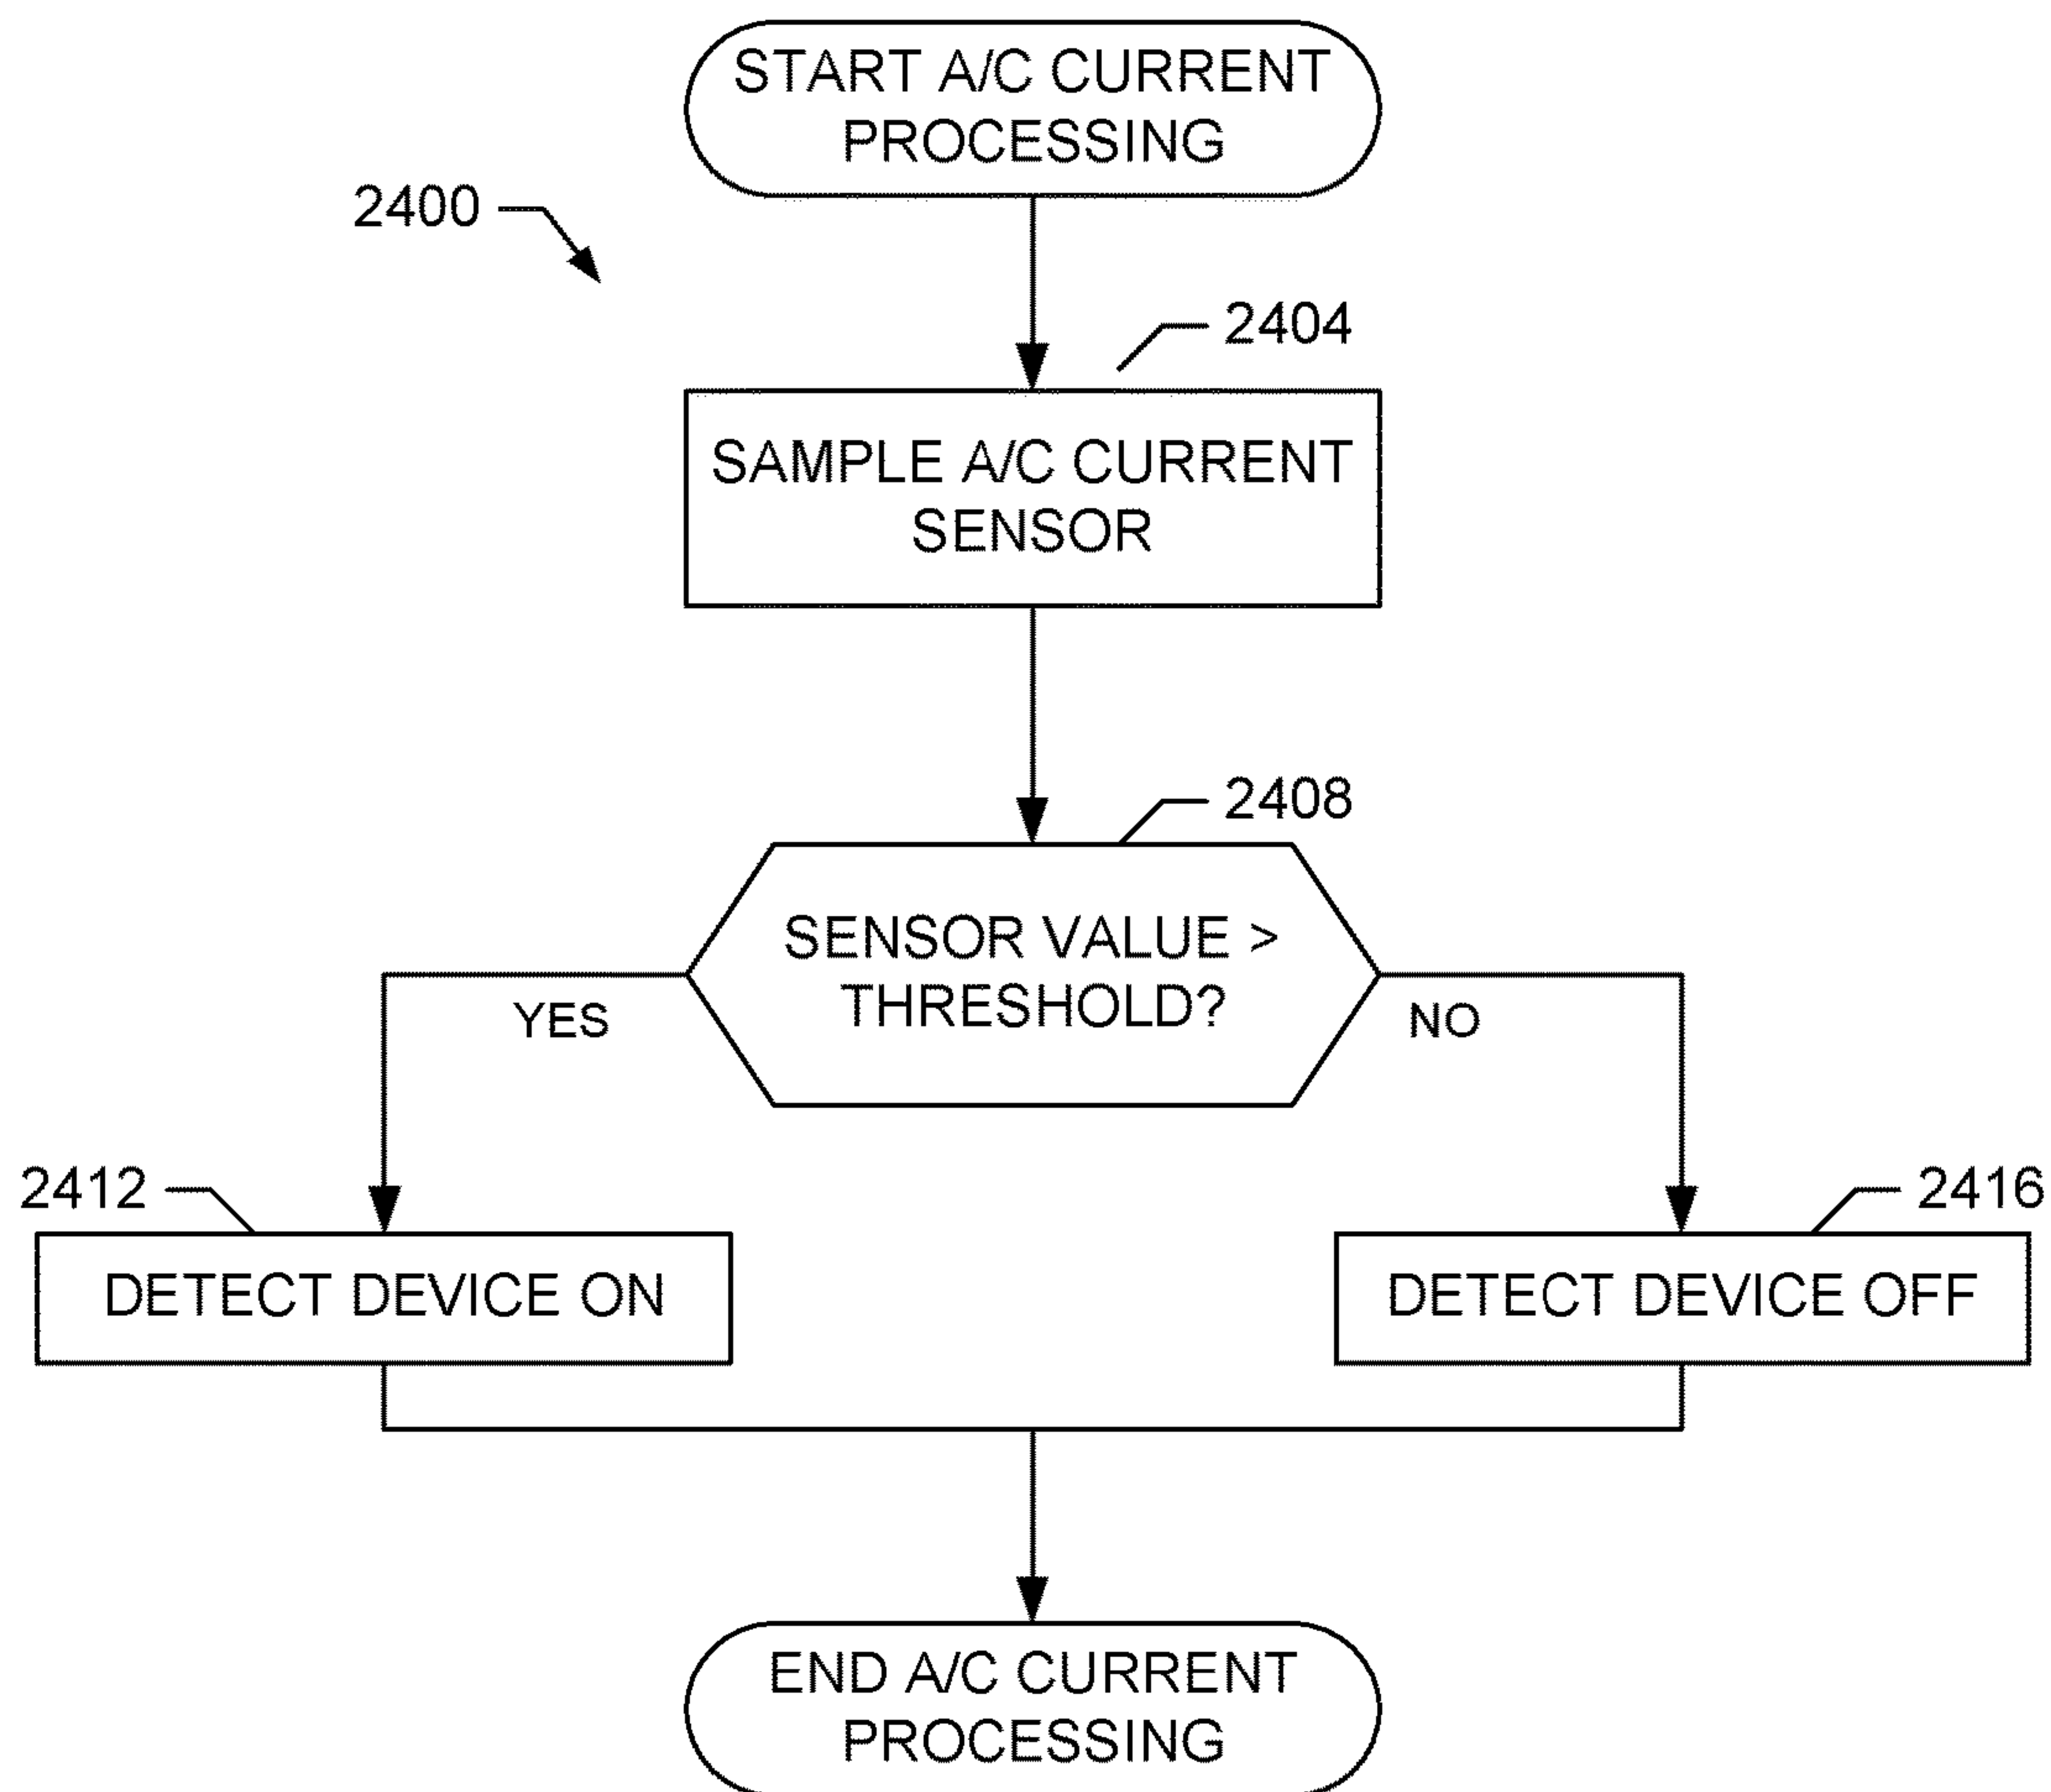 START A/C CURRENT
PROCESSING
2400
2404
SAMPLE A/C CURRENT
SENSOR
2408
SENSOR VALUE >
THRESHOLD?
YES
NO
2412
2416
DETECT DEVICE ON
DETECT DEVICE OFF
END A/C CURRENT
PROCESSING